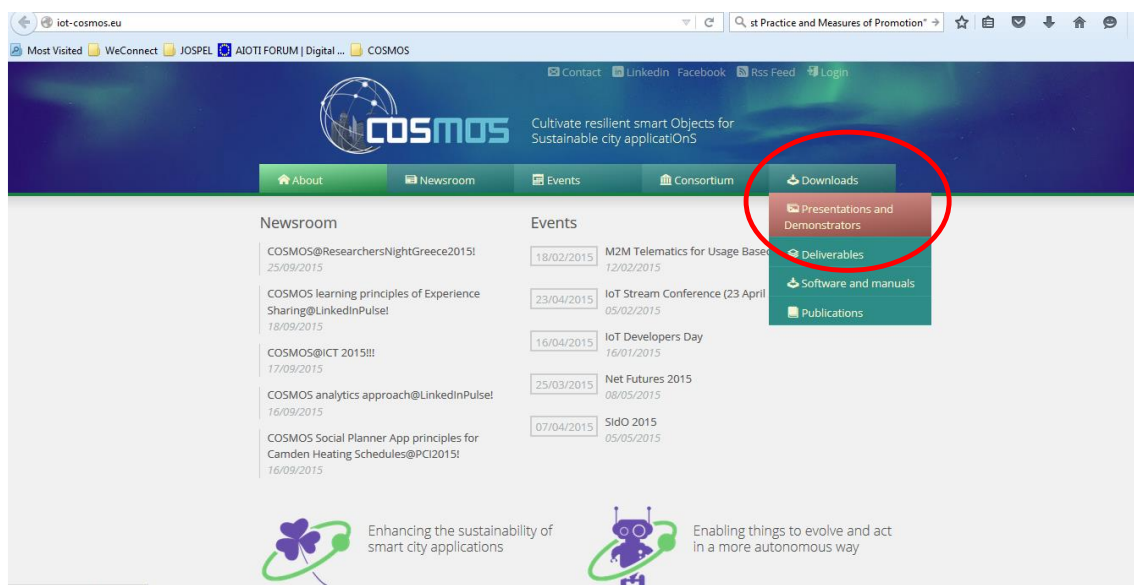 iot-cosmos.eu
st Practice and Measures of Promotion"
Most Visited WeConnect JOSPEL AIOTI FORUM | Digital ... COSMOS
Contact Linkedin Facebook Rss Feed Login
COSMOS
Cultivate resilient smart Objects for
Sustainable city applicatiOnS
About Newsroom Events Consortium Downloads
Presentations and
Demonstrators
Deliverables
Software and manuals
Publications
Newsroom
COSMOS@ResearchersNightGreece2015!
25/09/2015
COSMOS learning principles of Experience
Sharing@LinkedInPulse!
18/09/2015
COSMOS@ICT 2015!!!
17/09/2015
COSMOS analytics approach@LinkedInPulse!
16/09/2015
COSMOS Social Planner App principles for
Camden Heating Schedules@PCI2015!
16/09/2015
Events
18/02/2015 M2M Telematics for Usage Based
12/02/2015
23/04/2015 IoT Stream Conference (23 April
05/02/2015
16/04/2015 IoT Developers Day
16/01/2015
25/03/2015 Net Futures 2015
08/05/2015
07/04/2015 SIdO 2015
05/05/2015
Enhancing the sustainability of
smart city applications
Enabling things to evolve and act
in a more autonomous way